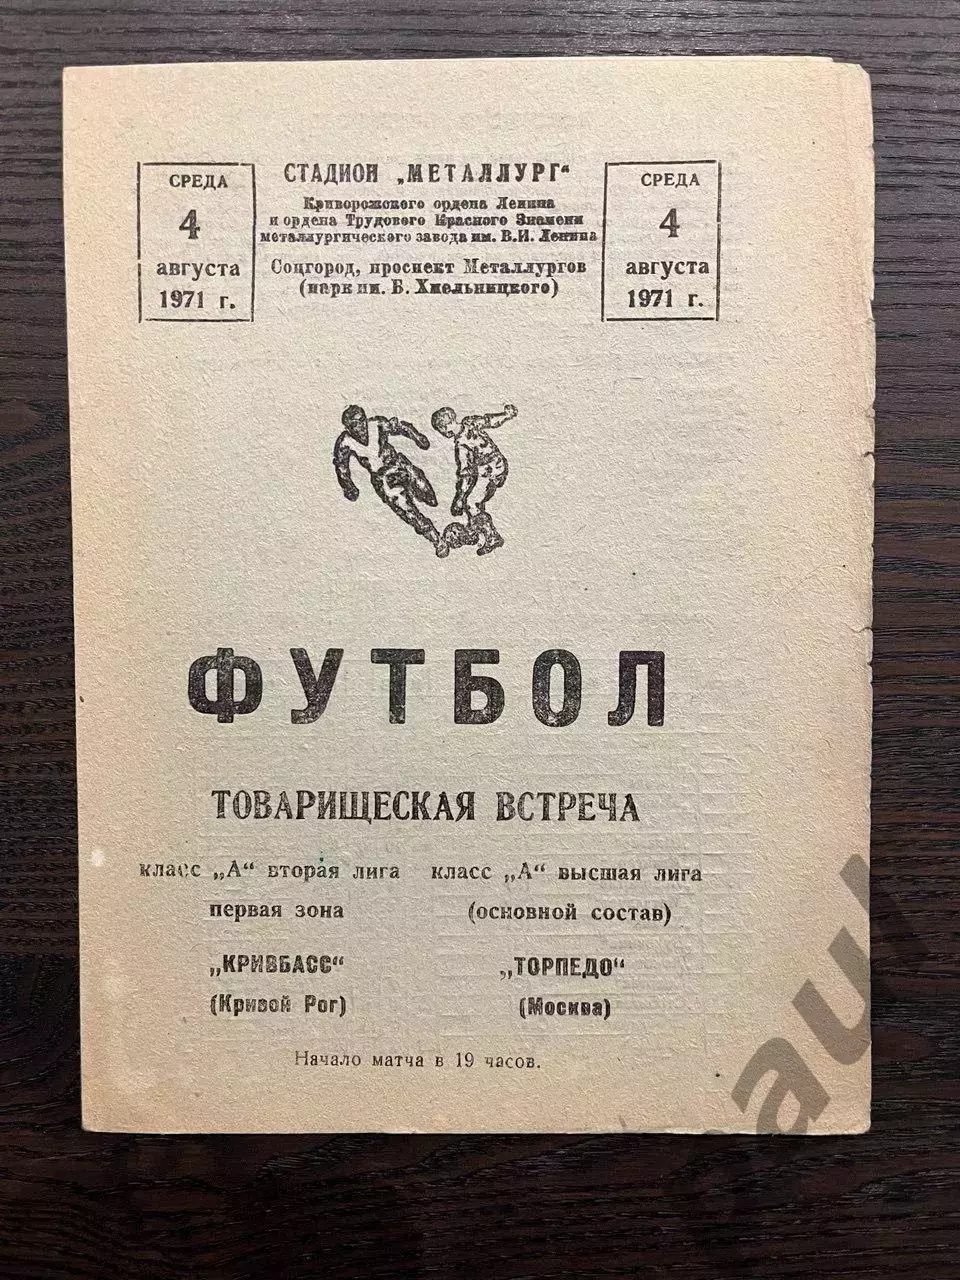 СРЕДА
4
августа
1971 г.
СТАДИОН „МЕТАЛЛУРГ“
Криворожского ордена Ленина
и ордена Трудового Красного Знамени
металлургического завода им. В.И. Ленина
Соцгород, проспект Металлургов
(парк им. Б. Хмельницкого)
СРЕДА
4
августа
1971 г.
ФУТБОЛ
ТОВАРИЩЕСКАЯ ВСТРЕЧА
класс „А“ вторая лига
первая зона
„КРИВБАСС“
(Кривой Рог)
класс „А“ высшая лига
(основной состав)
„ТОРПЕДО“
(Москва)
Начало матча в 19 часов.